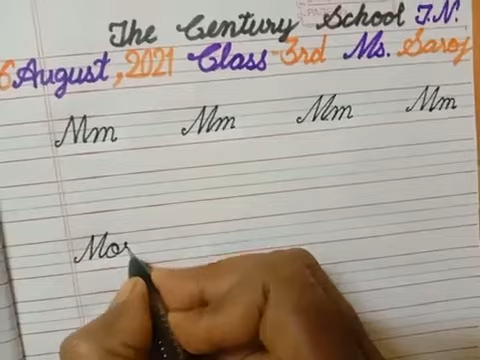 The Century School T.N.
6 August, 2021 Class-3rd Ms. Saroj
Mm Mm Mm Mm
Mo